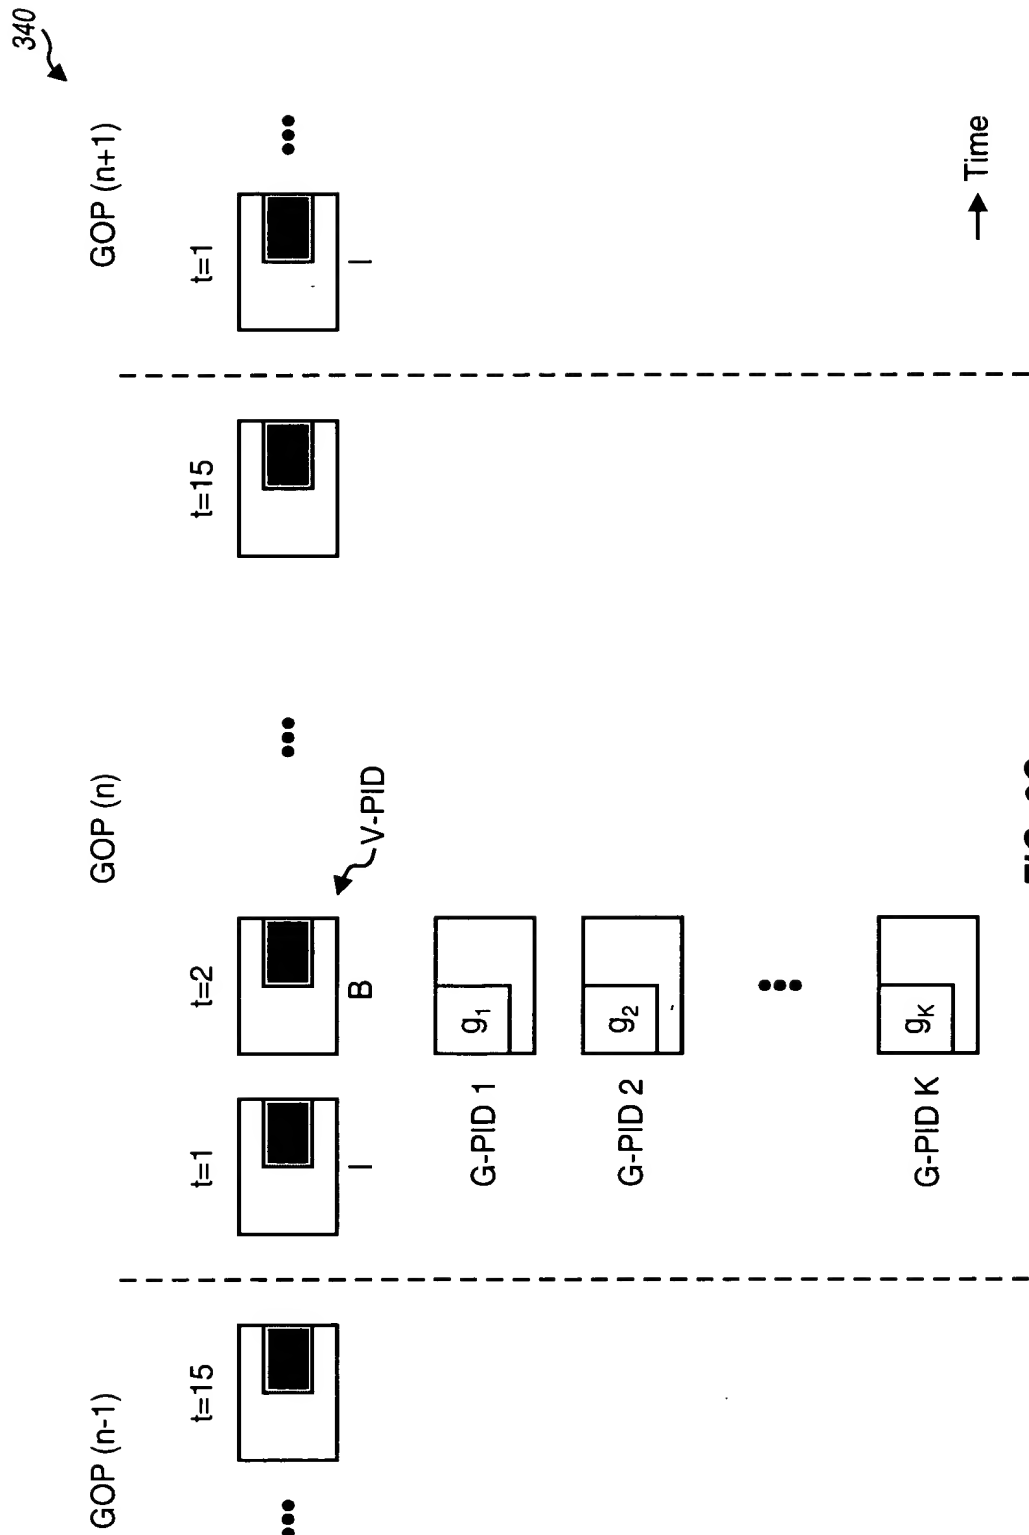 340
GOP (n-1)
GOP (n)
GOP (n+1)
t=15
t=1
t=2
t=15
t=1
I
B
I
V-PID
G-PID 1
g1
G-PID 2
g2
G-PID K
gK
Time